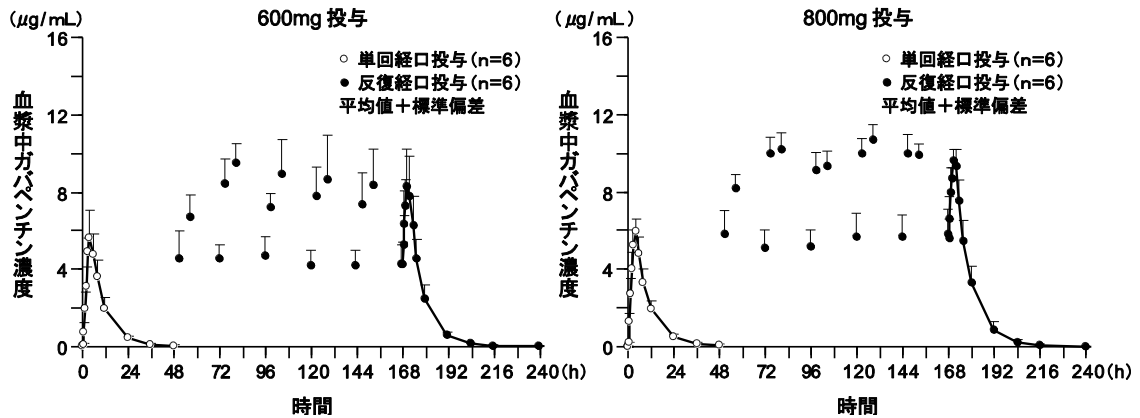 (μg/mL)
600mg 投与
16
12
8
4
0
血漿中ガバペンチン濃度
○ 単回経口投与(n=6)
● 反復経口投与(n=6)
平均値+標準偏差
0 24 48 72 96 120 144 168 192 216 240(h)
時間
(μg/mL)
800mg 投与
16
12
8
4
0
血漿中ガバペンチン濃度
○ 単回経口投与(n=6)
● 反復経口投与(n=6)
平均値+標準偏差
0 24 48 72 96 120 144 168 192 216 240(h)
時間